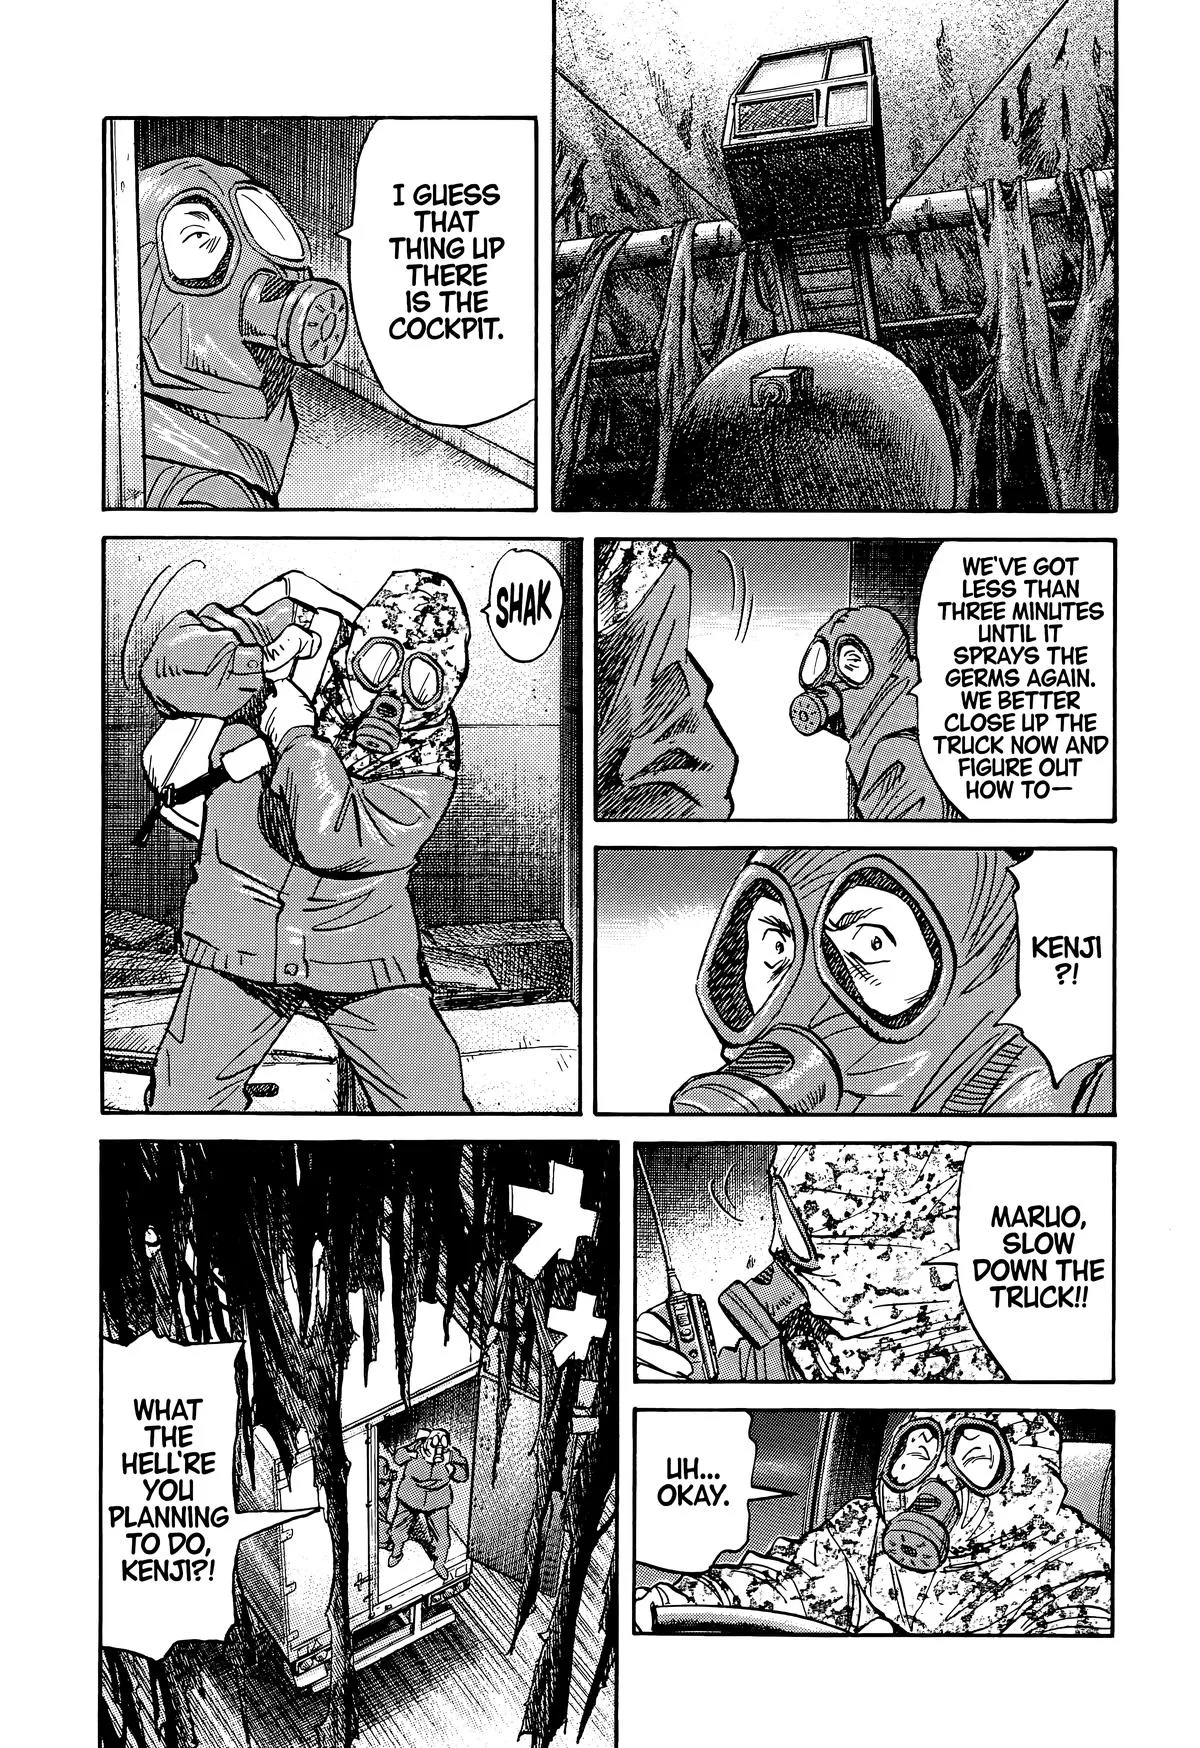 I GUESS
THAT
THING UP
THERE
IS THE
COCKPIT.
WE'VE GOT
LESS THAN
THREE MINUTES
UNTIL IT
SPRAYS THE
GERMS AGAIN.
WE BETTER
CLOSE UP THE
TRUCK NOW AND
FIGURE OUT
HOW TO—
SHAK
KENJI
?!
MARUO,
SLOW
DOWN THE
TRUCK!!
UH...
OKAY.
オオ
WHAT
THE
HELL'RE
YOU
PLANNING
TO DO,
KENJI?!